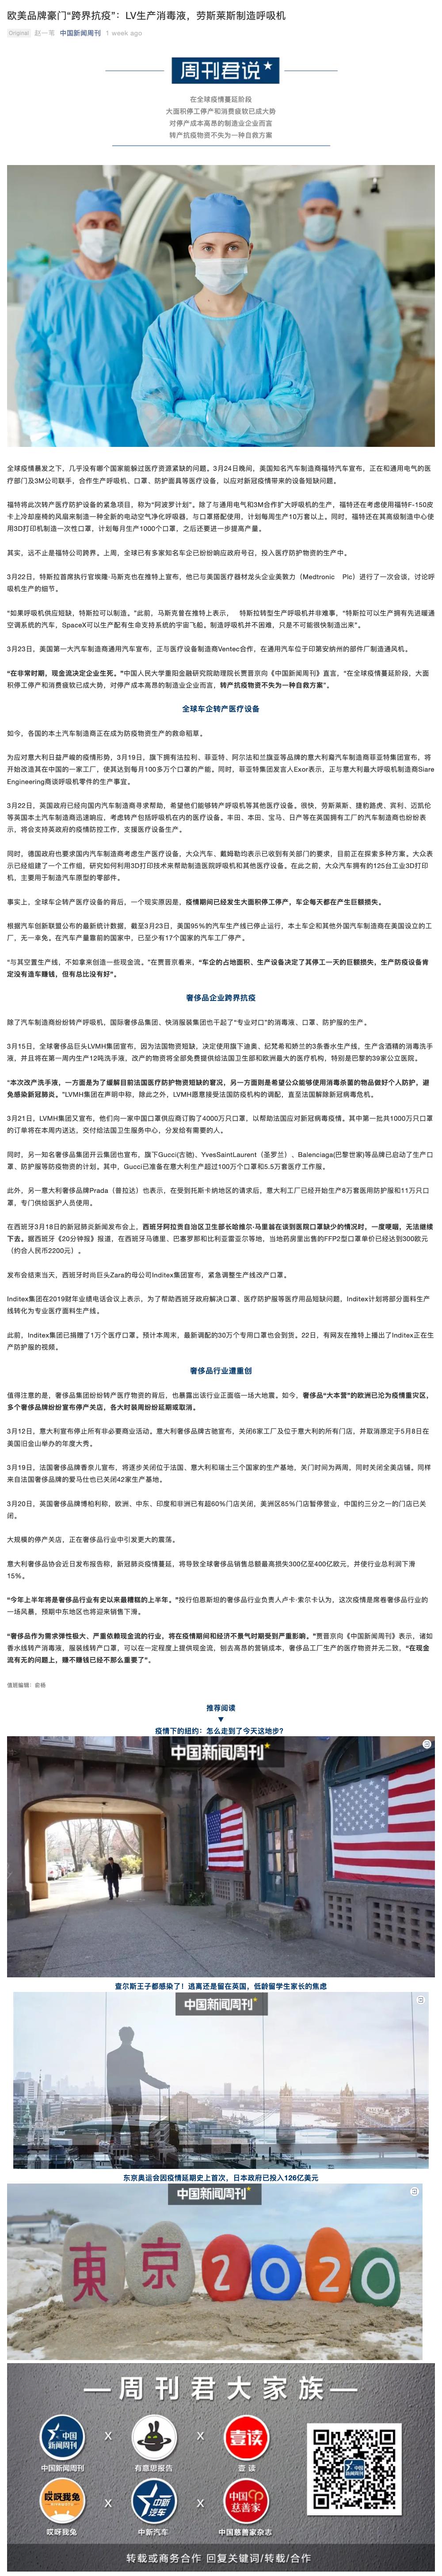 欧美品牌豪门“跨界抗疫”：LV生产消毒液，劳斯莱斯制造呼吸机
Original 赵一苇 中国新闻周刊 1 week ago
周刊君说
在全球疫情蔓延阶段
大面积停工停产和消费疲软已成大势
对停产成本高昂的制造业企业而言
转产抗疫物资不失为一种自救方案
全球疫情暴发之下，几乎没有哪个国家能躲过医疗资源紧缺的问题。3月24日晚间，美国知名汽车制造商福特汽车宣布，正在和通用电气的医
疗部门及3M公司联手，合作生产呼吸机、口罩、防护面具等医疗设备，以应对新冠疫情带来的设备短缺问题。
福特将此次转产医疗防护设备的紧急项目，称为“阿波罗计划”。除了与通用电气和3M合作扩大呼吸机的生产，福特还在考虑使用福特F-150皮
卡上冷却座椅的风扇来制造一种全新的电动空气净化呼吸器，与口罩搭配使用，计划每周生产10万套以上。同时，福特还在其高级制造中心使
用3D打印机制造一次性口罩，计划每月生产1000个口罩，之后还要进一步提高产量。
其实，远不止是福特公司跨界。上周，全球已有多家知名车企已纷纷响应政府号召，投入医疗防护物资的生产中。
3月22日，特斯拉首席执行官埃隆·马斯克也在推特上宣布，他已与美国医疗器材龙头企业美敦力（Medtronic Plc）进行了一次会谈，讨论呼
吸机生产的细节。
“如果呼吸机供应短缺，特斯拉可以制造。”此前，马斯克曾在推特上表示， 特斯拉转型生产呼吸机并非难事，“特斯拉可以生产拥有先进暖通
空调系统的汽车，SpaceX可以生产配有生命支持系统的宇宙飞船。制造呼吸机并不困难，只是不可能很快制造出来”。
3月23日，美国第一大汽车制造商通用汽车宣布，正与医疗设备制造商Ventec合作，在通用汽车位于印第安纳州的部件厂制造通风机。
“在非常时期，现金流决定企业生死。”中国人民大学重阳金融研究院助理院长贾晋京向《中国新闻周刊》直言，“在全球疫情蔓延阶段，大面
积停工停产和消费疲软已成大势，对停产成本高昂的制造业企业而言，转产抗疫物资不失为一种自救方案”。
全球车企转产医疗设备
如今，各国的本土汽车制造商正在成为防疫物资生产的救命稻草。
为应对意大利日益严峻的疫情形势，3月19日，旗下拥有法拉利、菲亚特、阿尔法和兰旗亚等品牌的意大利裔汽车制造商菲亚特集团宣布，将
开始改造其在中国的一家工厂，使其达到每月100多万个口罩的产能。同时，菲亚特集团发言人Exor表示，正与意大利最大呼吸机制造商Siare
Engineering商谈呼吸机零件的生产事宜。
3月22日，英国政府已经向国内汽车制造商寻求帮助，希望他们能够转产呼吸机等其他医疗设备。很快，劳斯莱斯、捷豹路虎、宾利、迈凯伦
等英国本土汽车制造商迅速响应，考虑转产包括呼吸机在内的医疗设备。丰田、本田、宝马、日产等在英国拥有工厂的汽车制造商也纷纷表
示，将会支持英政府的疫情防控工作，支援医疗设备生产。
同时，德国政府也要求国内汽车制造商考虑生产医疗设备，大众汽车、戴姆勒均表示已收到有关部门的要求，目前正在探索多种方案。大众表
示已经组建了一个工作组，研究如何利用3D打印技术来帮助制造医院呼吸机和其他医疗设备。在此之前，大众汽车拥有的125台工业3D打印
机，主要用于制造汽车原型的零部件。
事实上，全球车企转产医疗设备的背后，一个现实原因是，疫情期间已经发生大面积停工停产，车企每天都在产生巨额损失。
根据汽车创新联盟公布的最新统计数据，截至3月23日，美国95%的汽车生产线已停止运行，本土车企和其他外国汽车制造商在美国设立的工
厂，无一幸免。在汽车产量靠前的国家中，已至少有17个国家的汽车工厂停产。
“与其空置生产线，不如拿来创造一些现金流。”在贾晋京看来，“车企的占地面积、生产设备决定了其停工一天的巨额损失，生产防疫设备肯
定没有造车赚钱，但有总比没有好”。
奢侈品企业跨界抗疫
除了汽车制造商纷纷转产呼吸机，国际奢侈品集团、快消服装集团也干起了“专业对口”的消毒液、口罩、防护服的生产。
3月15日，全球奢侈品巨头LVMH集团宣布，因为法国物资短缺，决定使用旗下迪奥、纪梵希和娇兰的3条香水生产线，生产含酒精的消毒洗手
液，并且将在第一周内生产12吨洗手液，改产的物资将全部免费提供给法国卫生部和欧洲最大的医疗机构，特别是巴黎的39家公立医院。
“本次改产洗手液，一方面是为了缓解目前法国医疗防护物资短缺的窘况，另一方面则是希望公众能够使用消毒杀菌的物品做好个人防护，避
免感染新冠肺炎。”LVMH集团在声明中称，除此之外，LVMH愿意接受法国防疫机构的调配，直至法国解除新冠病毒危机。
3月21日，LVMH集团又宣布，他们向一家中国口罩供应商订购了4000万只口罩，以帮助法国应对新冠病毒疫情。其中第一批共1000万只口罩
的订单将在本周内送达，交付给法国卫生服务中心，分发给有需要的人。
同时，另一知名奢侈品集团开云集团也宣布，旗下Gucci(古驰)、YvesSaintLaurent（圣罗兰）、Balenciaga(巴黎世家)等品牌已启动了生产口
罩、防护服等防疫物资的计划。其中，Gucci已准备在意大利生产超过100万个口罩和5.5万套医疗工作服。
此外，另一意大利奢侈品牌Prada（普拉达）也表示，在受到托斯卡纳地区的请求后，意大利工厂已经开始生产8万套医用防护服和11万只口
罩，专门供给医护人员使用。
在西班牙3月18日的新冠肺炎新闻发布会上，西班牙阿拉贡自治区卫生部长哈维尔·马里翁在谈到医院口罩缺少的情况时，一度哽咽，无法继续
下去。据西班牙《20分钟报》报道，在西班牙马德里、巴塞罗那和比利亚雷亚尔等地，当地药房里出售的FFP2型口罩单价已经达到300欧元
（约合人民币2200元）。
发布会结束当天，西班牙时尚巨头Zara的母公司Inditex集团宣布，紧急调整生产线改产口罩。
Inditex集团在2019财年业绩电话会议上表示，为了帮助西班牙政府解决口罩、医疗防护服等医疗用品短缺问题，Inditex计划将部分面料生产
线转化为专业医疗面料生产线。
此前，Inditex集团已捐赠了1万个医疗口罩。预计本周末，最新调配的30万个专用口罩也会到货。22日，有网友在推特上播出了Inditex正在生
产防护服的视频。
奢侈品行业遭重创
值得注意的是，奢侈品集团纷纷转产医疗物资的背后，也暴露出该行业正面临一场大地震。如今，奢侈品“大本营”的欧洲已沦为疫情重灾区，
多个奢侈品牌纷纷宣布停产关店，各大时装周纷纷延期或取消。
3月12日，意大利宣布停止所有非必要商业活动。意大利奢侈品牌古驰宣布，关闭6家工厂及位于意大利的所有门店，并取消原定于5月8日在
美国旧金山举办的年度大秀。
3月19日，法国奢侈品牌香奈儿宣布，将逐步关闭位于法国、意大利和瑞士三个国家的生产基地，关门时间为两周，同时关闭全美店铺。同样
来自法国奢侈品牌的爱马仕也已关闭42家生产基地。
3月20日，英国奢侈品牌博柏利称，欧洲、中东、印度和非洲已有超60%门店关闭，美洲区85%门店暂停营业，中国约三分之一的门店已关
闭。
大规模的停产关店，正在奢侈品行业中引发更大的震荡。
意大利奢侈品协会近日发布报告称，新冠肺炎疫情蔓延，将导致全球奢侈品销售总额最高损失300亿至400亿欧元，并使行业总利润下滑
15%。
“今年上半年将是奢侈品行业有史以来最糟糕的上半年。”投行伯恩斯坦的奢侈品行业负责人卢卡·索尔卡认为，这次疫情是席卷奢侈品行业的
一场风暴，预期中东地区也将迎来销售下滑。
“奢侈品作为需求弹性极大、严重依赖现金流的行业，将在疫情期间和经济不景气时期受到严重影响。”贾晋京向《中国新闻周刊》表示，诸如
香水线转产消毒液，服装线转产口罩，可以在一定程度上提供现金流，刨去高昂的营销成本，奢侈品工厂生产的医疗物资并无二致，“在现金
流有无的问题上，赚不赚钱已经不那么重要了”。
值班编辑：俞杨
推荐阅读
▼
疫情下的纽约：怎么走到了今天这地步？
中国新闻周刊
查尔斯王子都感染了！逃离还是留在英国，低龄留学生家长的焦虑
中国新闻周刊
东京奥运会因疫情延期史上首次，日本政府已投入126亿美元
中国新闻周刊
東京2020
—周刊君大家族—
中国新闻周刊 X X 壹读
中国新闻周刊 有意思报告 壹读
哎呀我兔 X 中新汽车 X 中国慈善家
哎呀我兔 中新汽车 中国慈善家杂志
中国新闻周刊
转载或商务合作 回复关键词/转载/合作